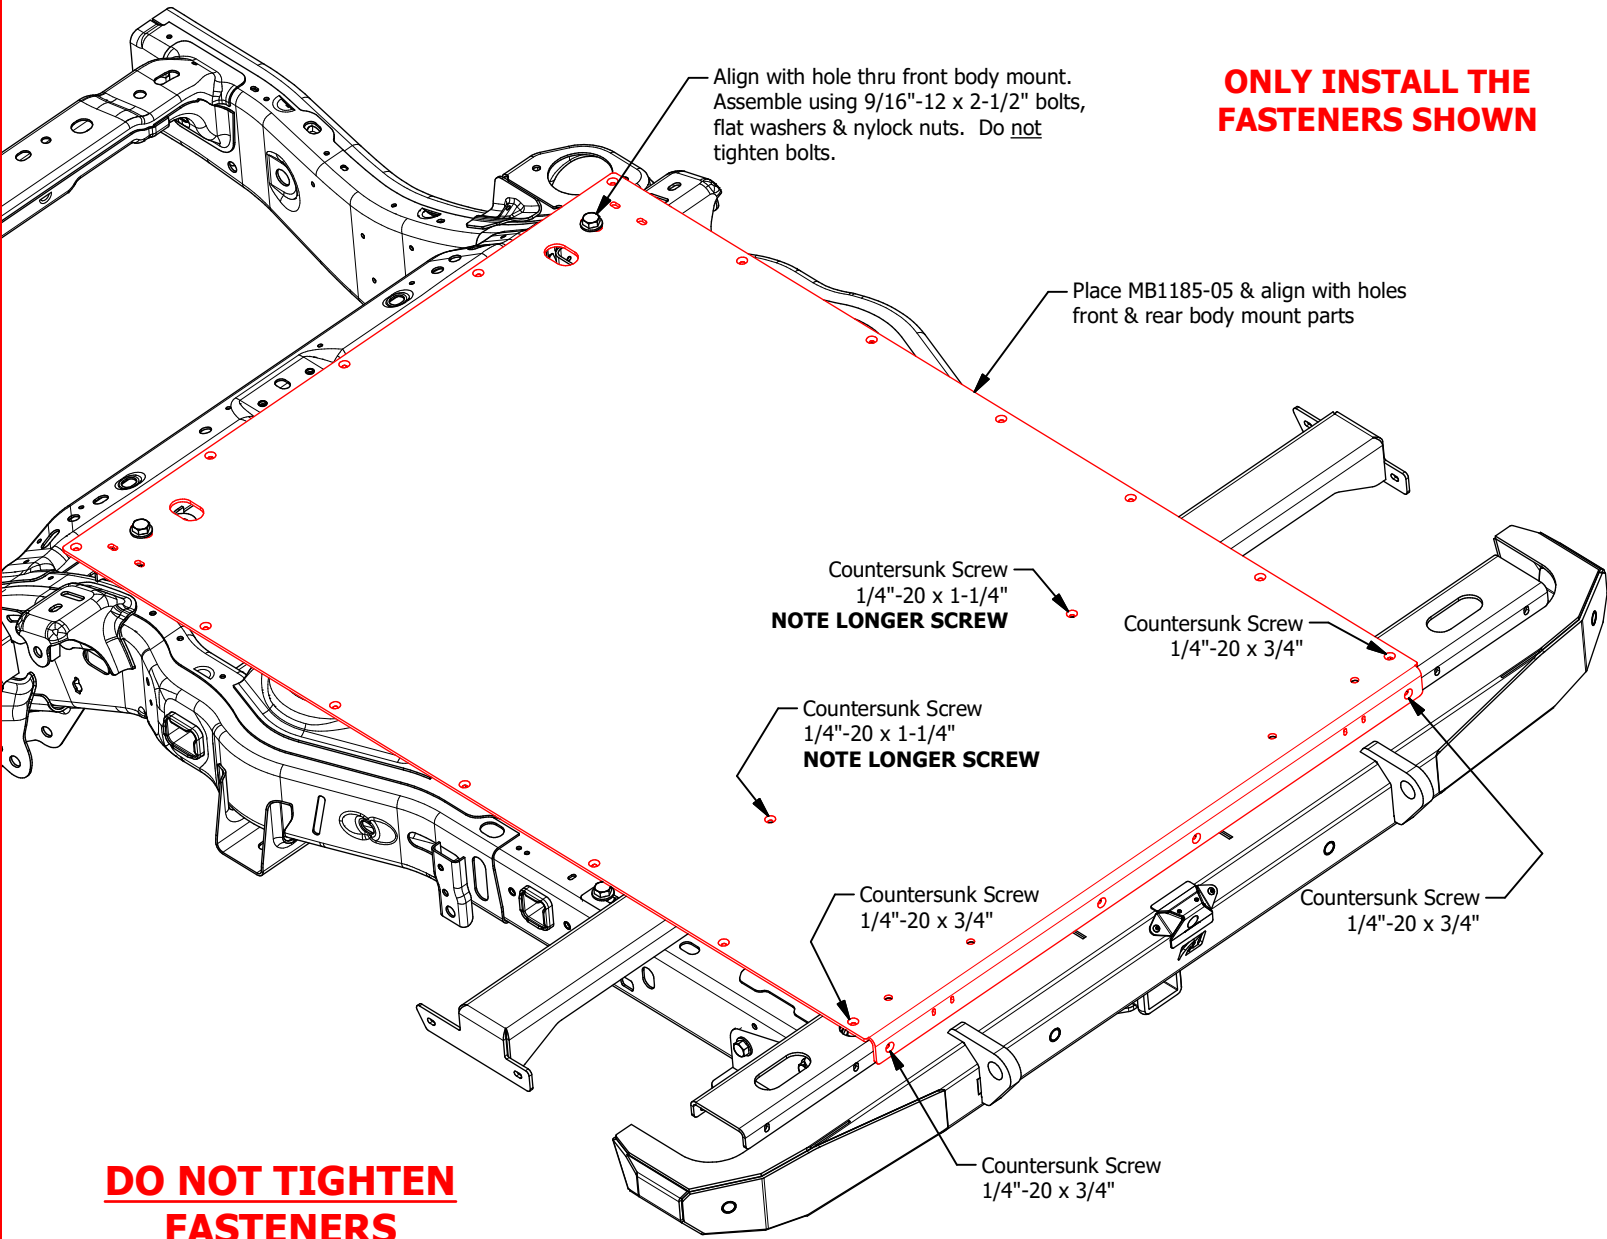 Align with hole thru front body mount.
Assemble using 9/16"-12 x 2-1/2" bolts,
flat washers & nylock nuts.  Do not
tighten bolts.
ONLY INSTALL THE
FASTENERS SHOWN
Place MB1185-05 & align with holes
front & rear body mount parts
Countersunk Screw
1/4"-20 x 1-1/4"
NOTE LONGER SCREW
Countersunk Screw
1/4"-20 x 3/4"
Countersunk Screw
1/4"-20 x 1-1/4"
NOTE LONGER SCREW
Countersunk Screw
1/4"-20 x 3/4"
Countersunk Screw
1/4"-20 x 3/4"
Countersunk Screw
1/4"-20 x 3/4"
DO NOT TIGHTEN
FASTENERS